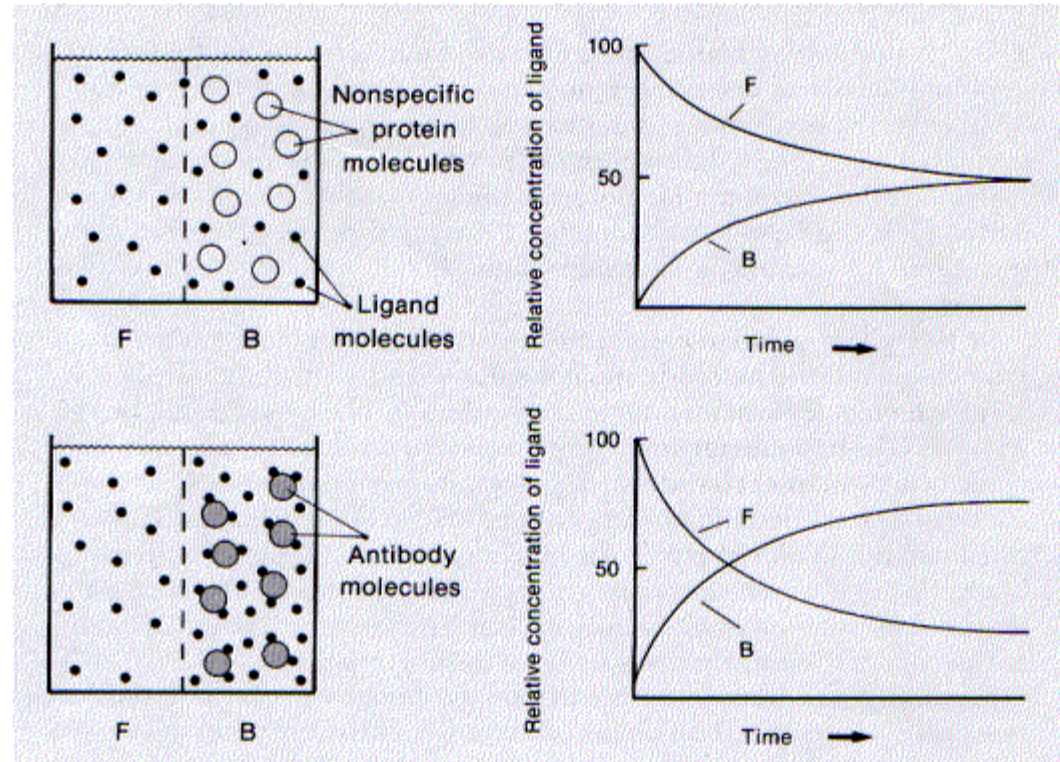 Nonspecific
protein
molecules
Ligand
molecules
F B
Relative concentration of ligand
100
50
F
B
Time
Antibody
molecules
F B
Relative concentration of ligand
100
50
F
B
Time